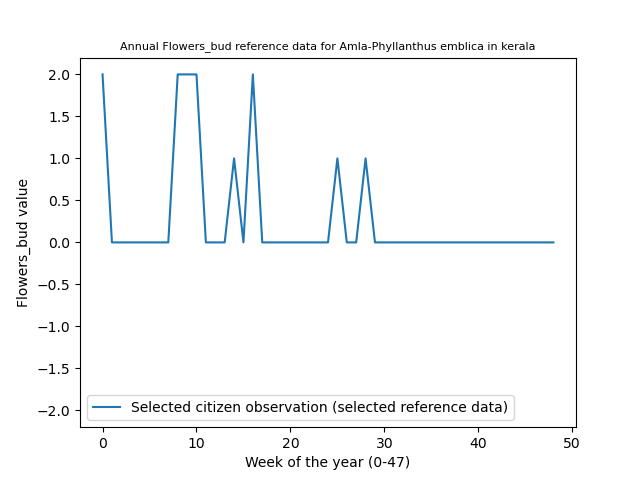 Annual Flowers_bud reference data for Amla-Phyllanthus emblica in kerala
2.0
1.5
1.0
0.5
0.0
−0.5
−1.0
−1.5
−2.0
Flowers_bud value
Selected citizen observation (selected reference data)
0 10 20 30 40 50
Week of the year (0-47)